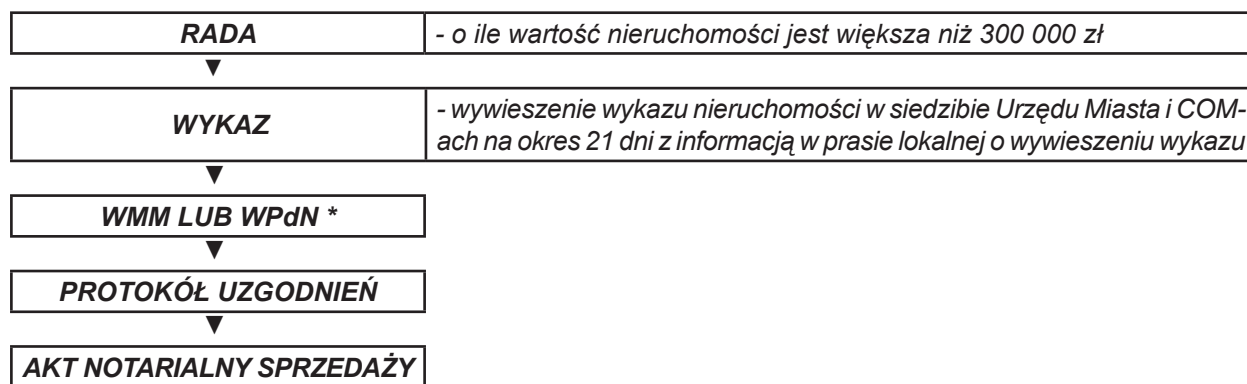 RADA
- o ile wartość nieruchomości jest większa niż 300 000 zł
WYKAZ
- wywieszenie wykazu nieruchomości w siedzibie Urzędu Miasta i COM-
ach na okres 21 dni z informacją w prasie lokalnej o wywieszeniu wykazu
WMM LUB WPdN *
PROTOKÓŁ UZGODNIEŃ
AKT NOTARIALNY SPRZEDAŻY